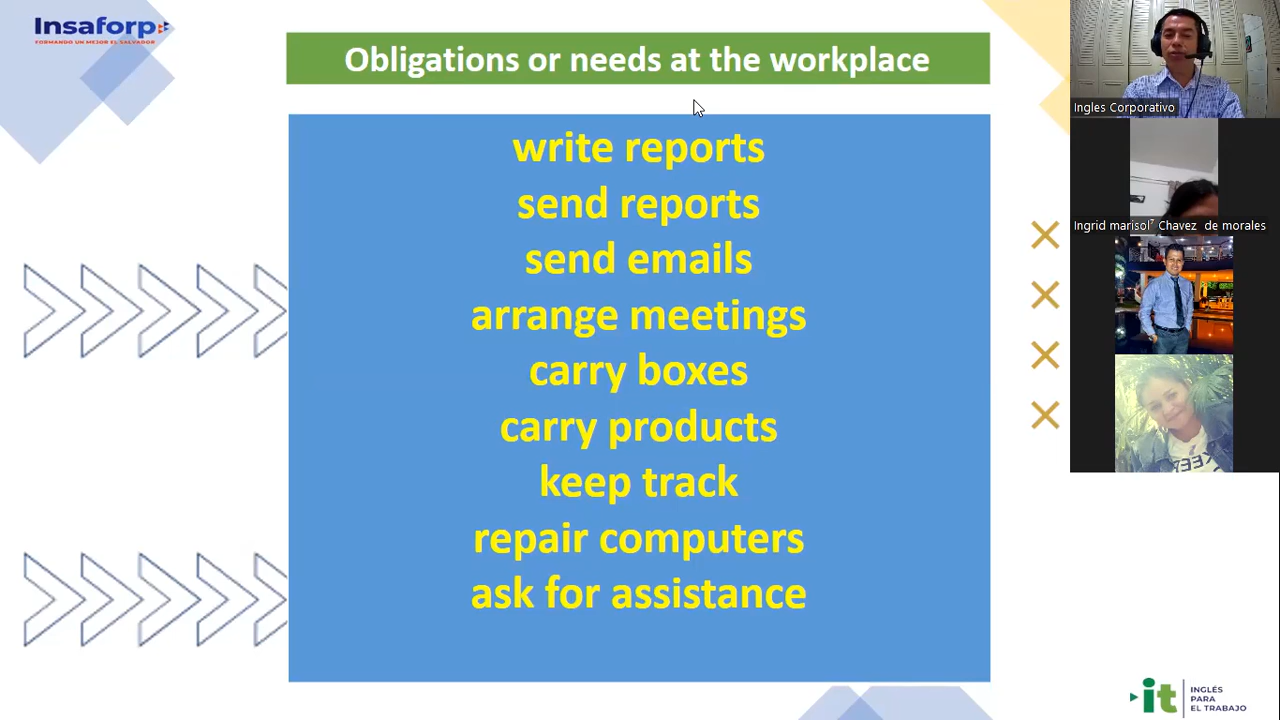 Insaforp
FORMANDO UN MEJOR EL SALVADOR
Obligations or needs at the workplace
write reports
send reports
send emails
arrange meetings
carry boxes
carry products
keep track
repair computers
ask for assistance
Ingles Corporativo
Ingrid marisol˜ Chavez de morales
it
INGLÉS
PARA
EL TRABAJO